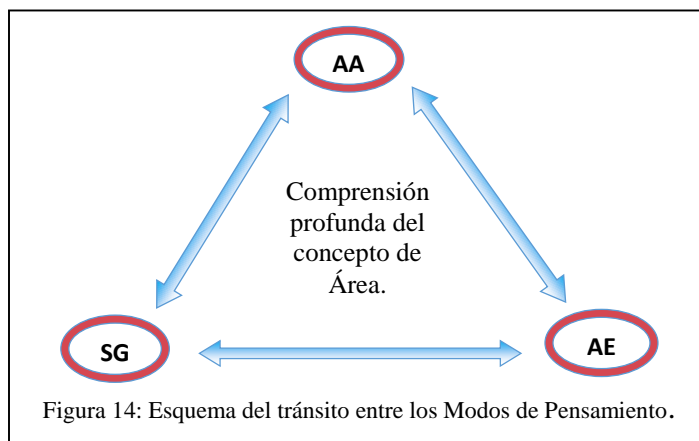 AA
Comprensión
profunda del
concepto de
Área.
SG
AE
Figura 14: Esquema del tránsito entre los Modos de Pensamiento.